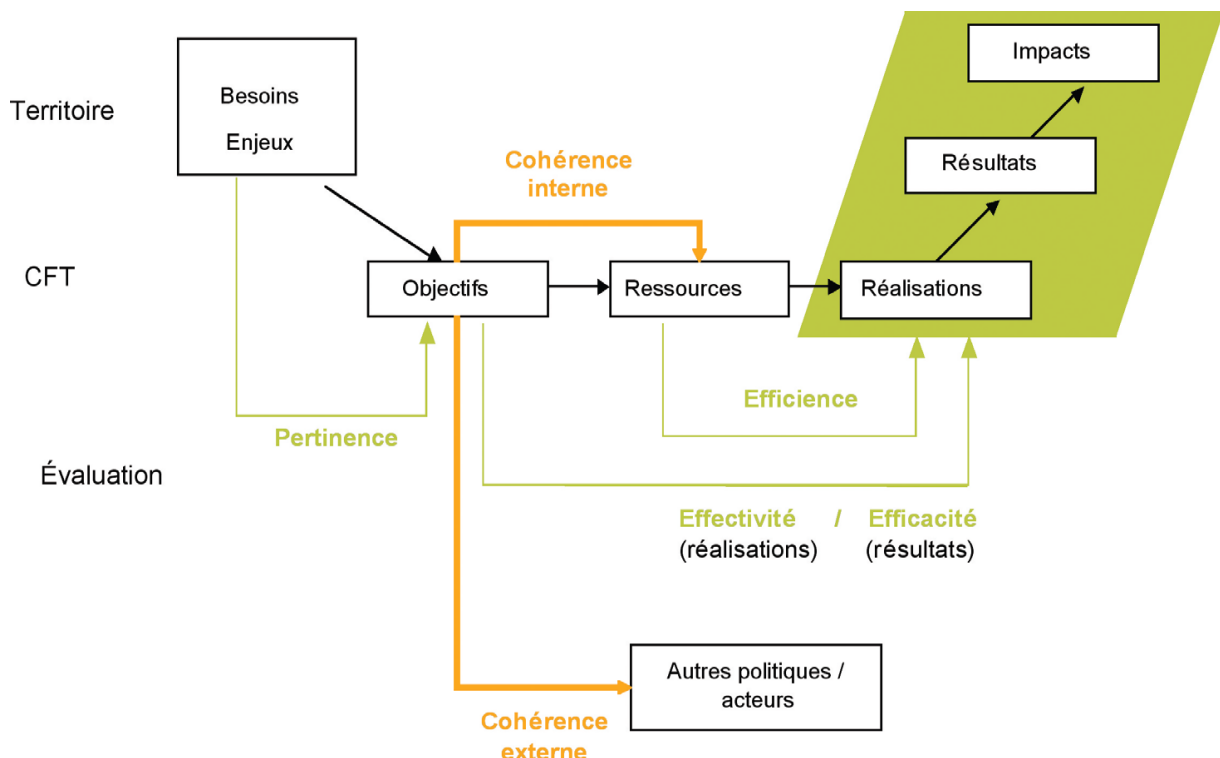 Impacts
Besoins
Territoire
Enjeux
Résultats
Cohérence
interne
CFT
Objectifs
Ressources
Réalisations
Efficience
Pertinence
Évaluation
Effectivité / Efficacité
(réalisations) (résultats)
Autres politiques /
acteurs
Cohérence
externe